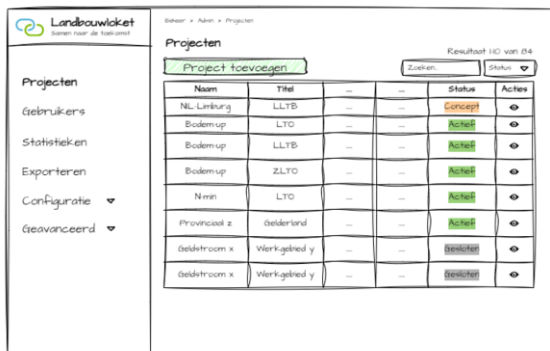 Landbouwloket
Samen naar de toekomst
Projecten
Gebruikers
Statistieken
Exporteren
Configuratie
Geavanceerd
Beheer > Admin > Projecten
Projecten
Resultaat 1-10 van 84
Project toevoegen
Zoeken...
Status
Naam Titel ... ... Status Acties
NL-Limburg LLTB ... ... Concept
Bodem-up LTO ... ... Actief
Bodem-up LLTB ... ... Actief
Bodem-up ZLTO ... ... Actief
N-min LTO ... ... Actief
Provinciaal z Gelderland ... ... Actief
Geldstroom x Werkgebied y ... ... Gesloten
Geldstroom x Werkgebied y ... ... Gesloten